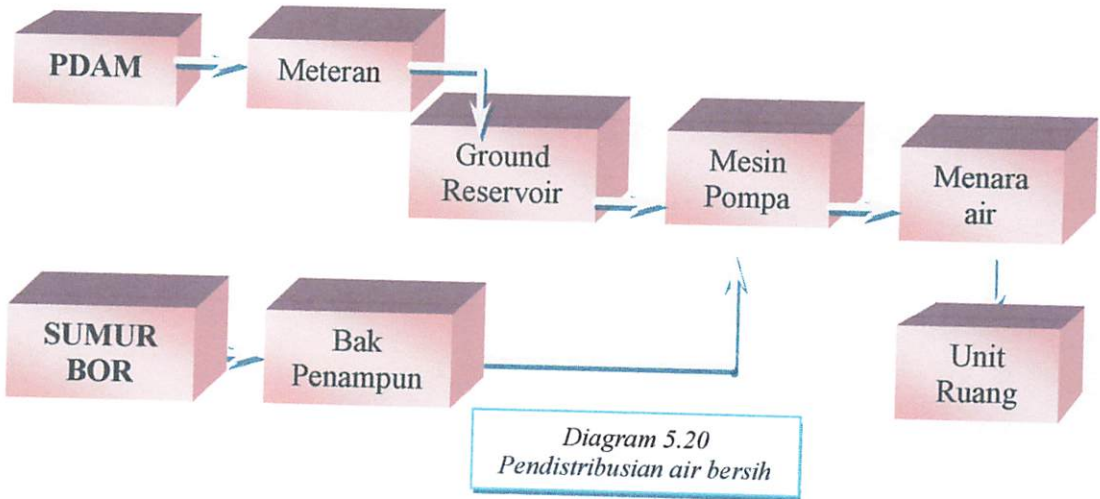 PDAM
Meteran
Ground
Reservoir
Mesin
Pompa
Menara
air
SUMUR
BOR
Bak
Penampun
Unit
Ruang
Diagram 5.20
Pendistribusian air bersih